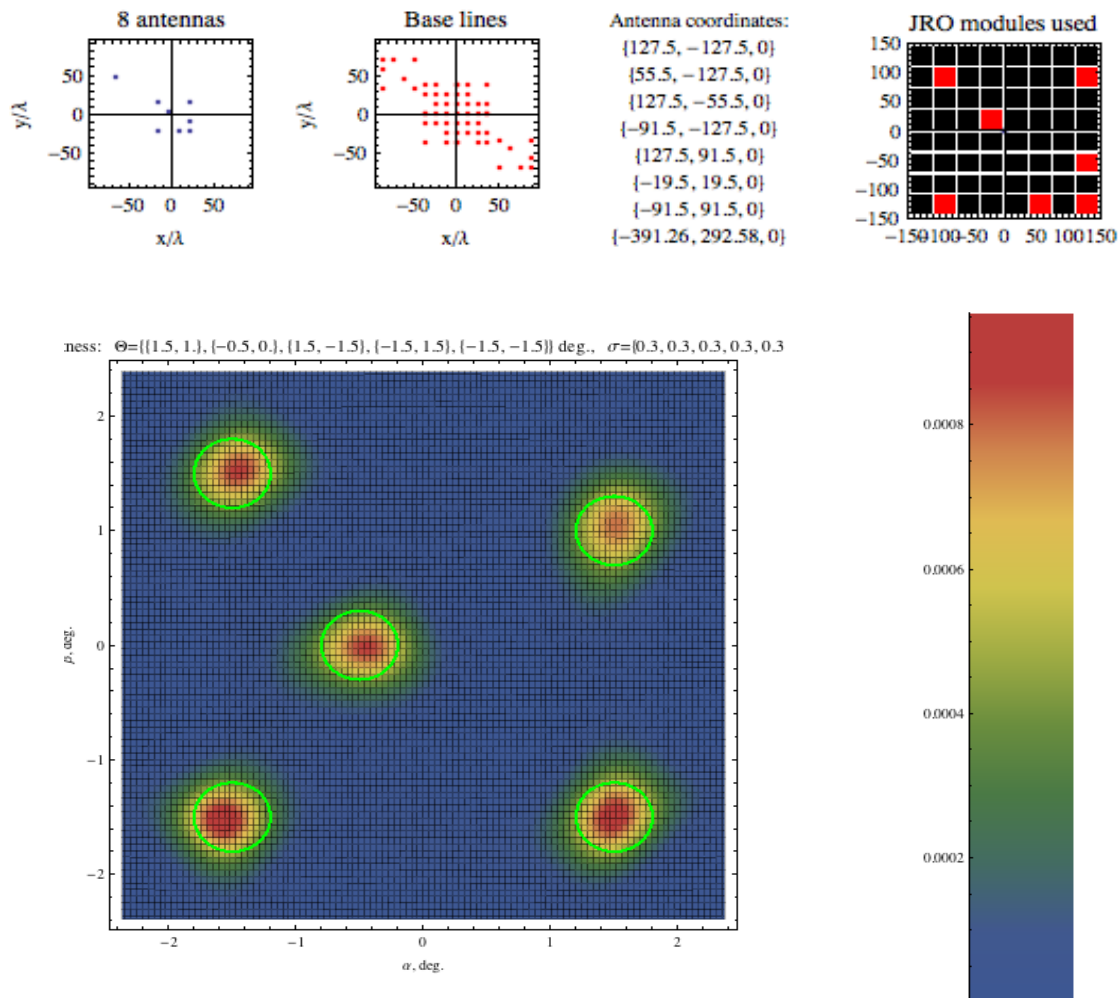 8 antennas
Base lines
Antenna coordinates:
JRO modules used
{127.5, −127.5, 0}
{55.5, −127.5, 0}
{127.5, −55.5, 0}
{−91.5, −127.5, 0}
{127.5, 91.5, 0}
{−19.5, 19.5, 0}
{−91.5, 91.5, 0}
{−391.26, 292.58, 0}
y/λ
50
0
−50
−50 0 50
x/λ
y/λ
50
0
−50
−50 0 50
x/λ
150
100
50
0
−50
−100
−150
−150−100−50 0 50 100150
:ness: Θ={{1.5, 1.}, {−0.5, 0.}, {1.5, −1.5}, {−1.5, 1.5}, {−1.5, −1.5}} deg., σ={0.3, 0.3, 0.3, 0.3, 0.3
2
1
0
−1
−2
β, deg.
−2 −1 0 1 2
α, deg.
0.0008
0.0006
0.0004
0.0002